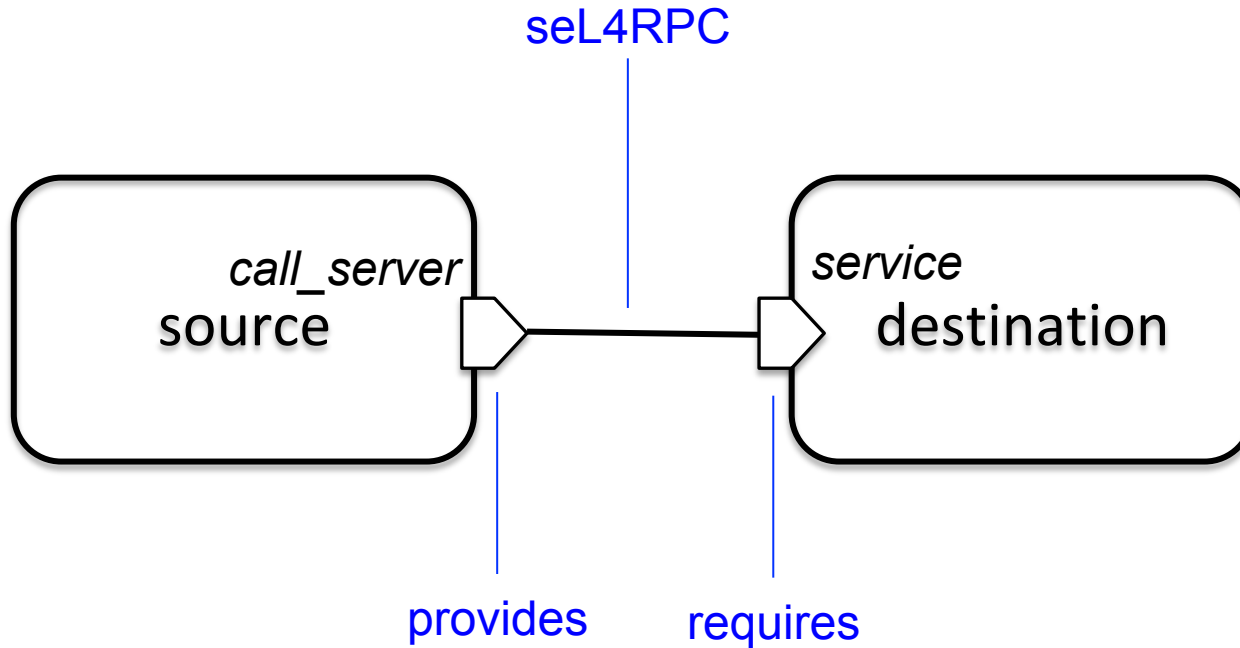 seL4RPC
call_server
service
source
destination
provides
requires